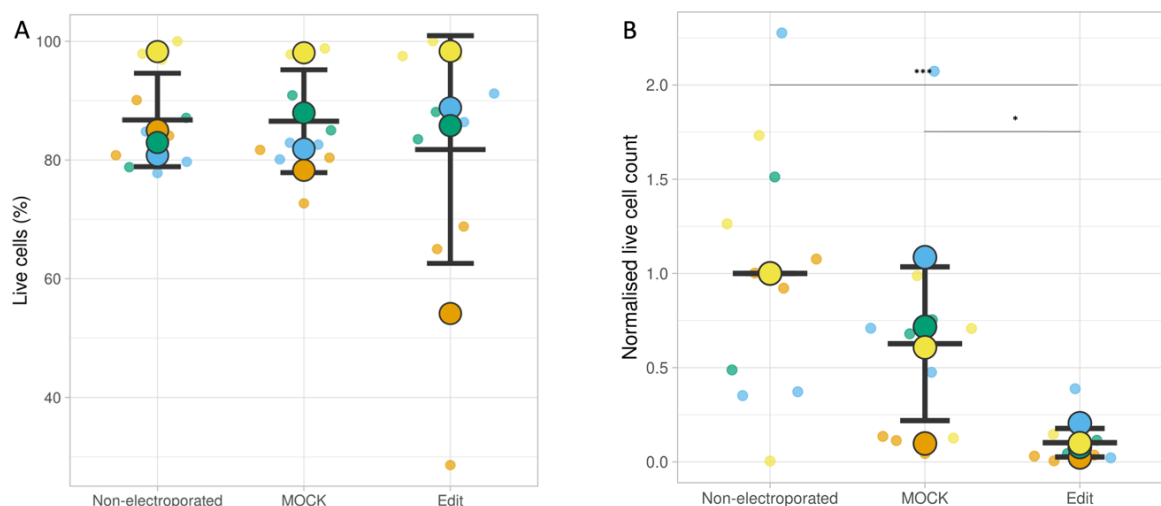 A
Live cells (%)
100
80
60
40
Non-electroporated MOCK Edit
B
Normalised live cell count
2.0
1.5
1.0
0.5
0.0
***
*
Non-electroporated MOCK Edit